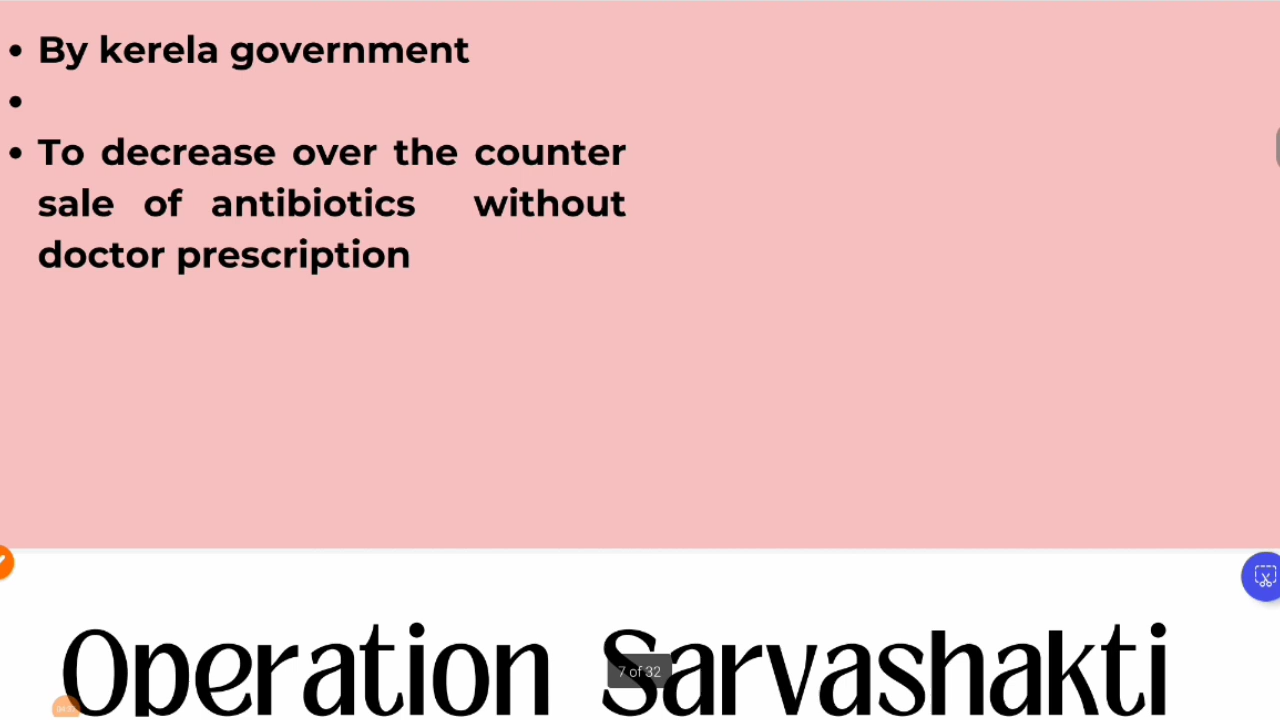 • By kerela government
•
• To decrease over the counter
sale of antibiotics without
doctor prescription
Operation Sarvashakti
7 of 32